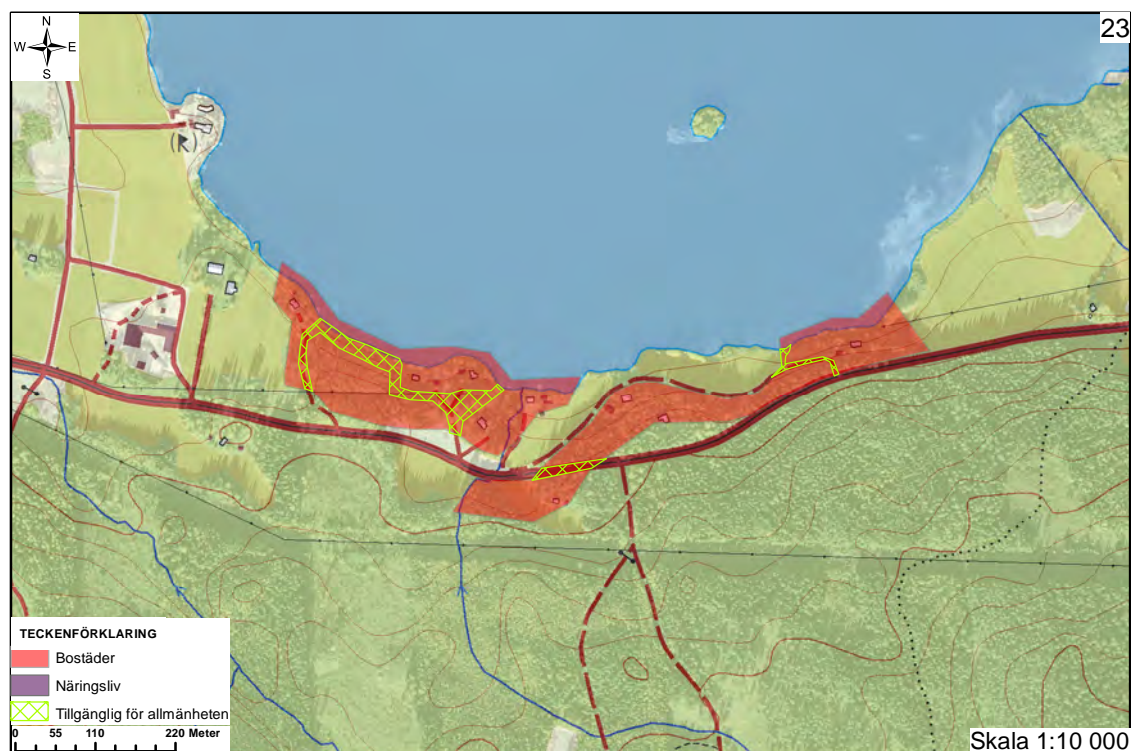 N
W E
S
23
(R)
TECKENFÖRKLARING
Bostäder
Näringsliv
Tillgänglig för allmänheten
0 55 110 220 Meter
Skala 1:10 000